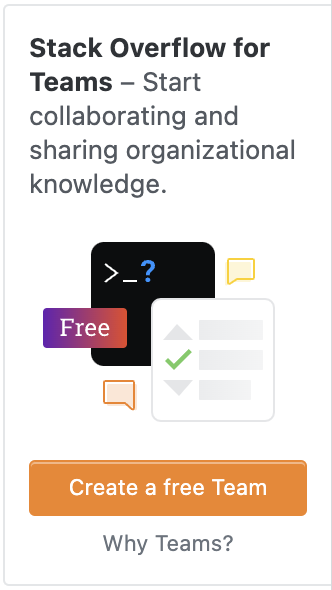 Stack Overflow for
Teams – Start
collaborating and
sharing organizational
knowledge.
>_?
Free
Create a free Team
Why Teams?